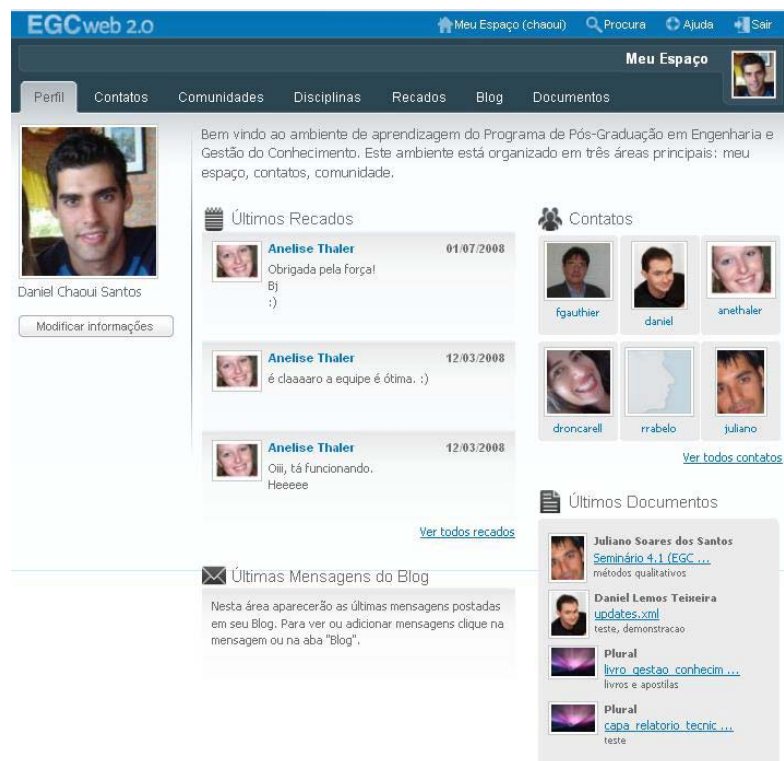 EGCweb 2.0
Meu Espaço (chaoui) Procura Ajuda Sair
Meu Espaço
Perfil Contatos Comunidades Disciplinas Recados Blog Documentos
Daniel Chaoui Santos
Modificar informações
Bem vindo ao ambiente de aprendizagem do Programa de Pós-Graduação em Engenharia e
Gestão do Conhecimento. Este ambiente está organizado em três áreas principais: meu
espaço, contatos, comunidade.
Últimos Recados
Anelise Thaler 01/07/2008
Obrigada pela força!
Bj
:)
Anelise Thaler 12/03/2008
é claaaaro a equipe é ótima. :)
Anelise Thaler 12/03/2008
Oiii, tá funcionando.
Heeeee
Ver todos recados
Últimas Mensagens do Blog
Nesta área aparecerão as últimas mensagens postadas
em seu Blog. Para ver ou adicionar mensagens clique na
mensagem ou na aba "Blog".
Contatos
fgauthier daniel anethaler
droncarell rrabelo juliano
Ver todos contatos
Últimos Documentos
Juliano Soares dos Santos
Seminário 4.1 (EGC ...
métodos qualitativos
Daniel Lemos Teixeira
updates.xml
teste, demonstracao
Plural
livro_gestao_conhecim ...
livros e apostilas
Plural
capa_relatorio_tecnic ...
teste